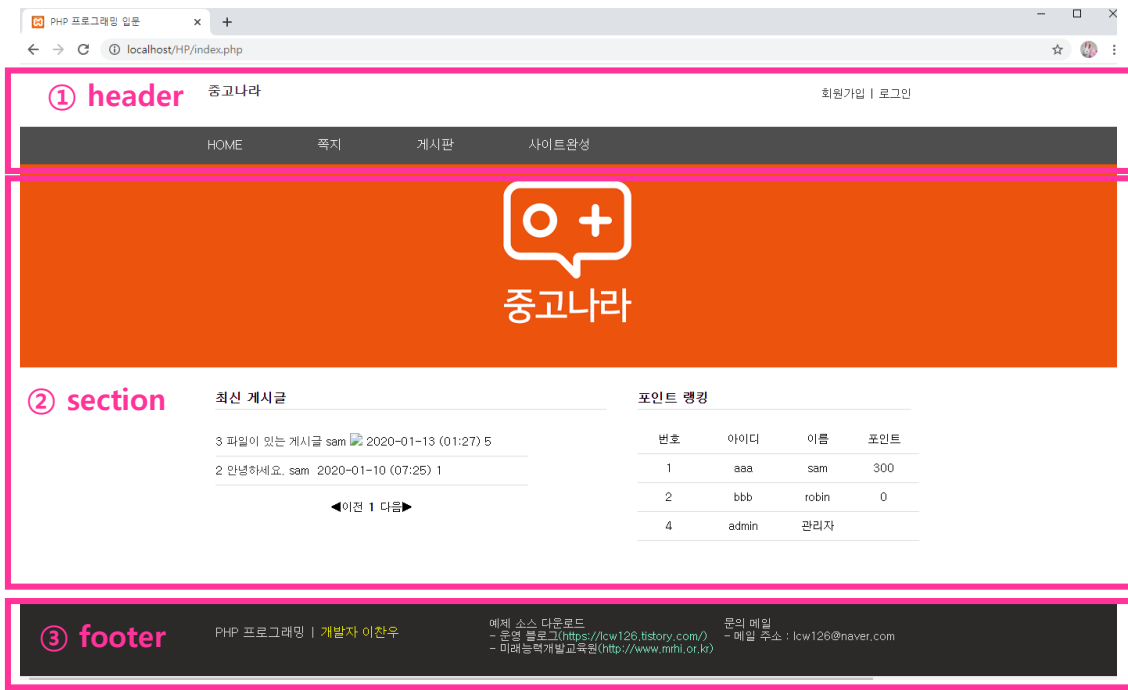 PHP 프로그래밍 입문
localhost/HP/index.php
① header
중고나라
회원가입 | 로그인
HOME 쪽지 게시판 사이트완성
중고나라
② section
최신 게시글
3 파일이 있는 게시글 sam 2020-01-13 (01:27) 5
2 안녕하세요. sam 2020-01-10 (07:25) 1
◀이전 1 다음▶
포인트 랭킹
번호 아이디 이름 포인트
1 aaa sam 300
2 bbb robin 0
4 admin 관리자
③ footer
PHP 프로그래밍 | 개발자 이찬우
예제 소스 다운로드
- 운영 블로그(https://lcw126.tistory.com/)
- 미래능력개발교육원(http://www.mrhi.or.kr)
문의 메일
- 메일 주소 : lcw126@naver.com